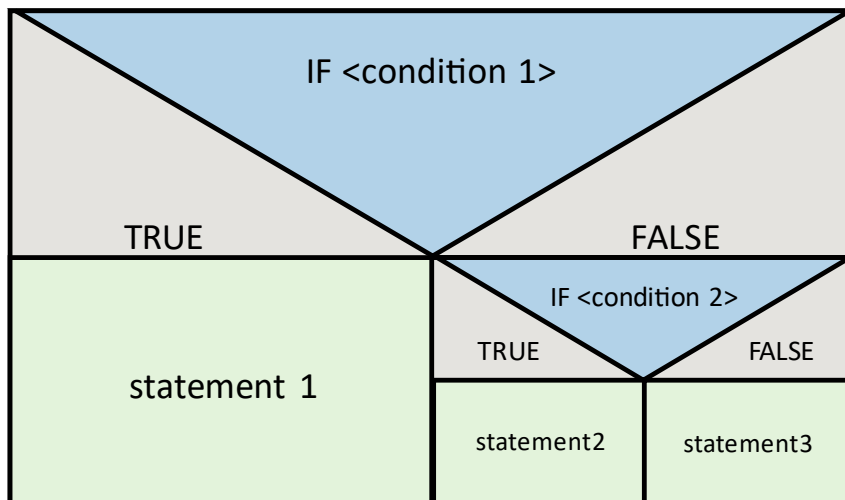 IF <condition 1>
TRUE
FALSE
IF <condition 2>
TRUE
FALSE
statement 1
statement2
statement3